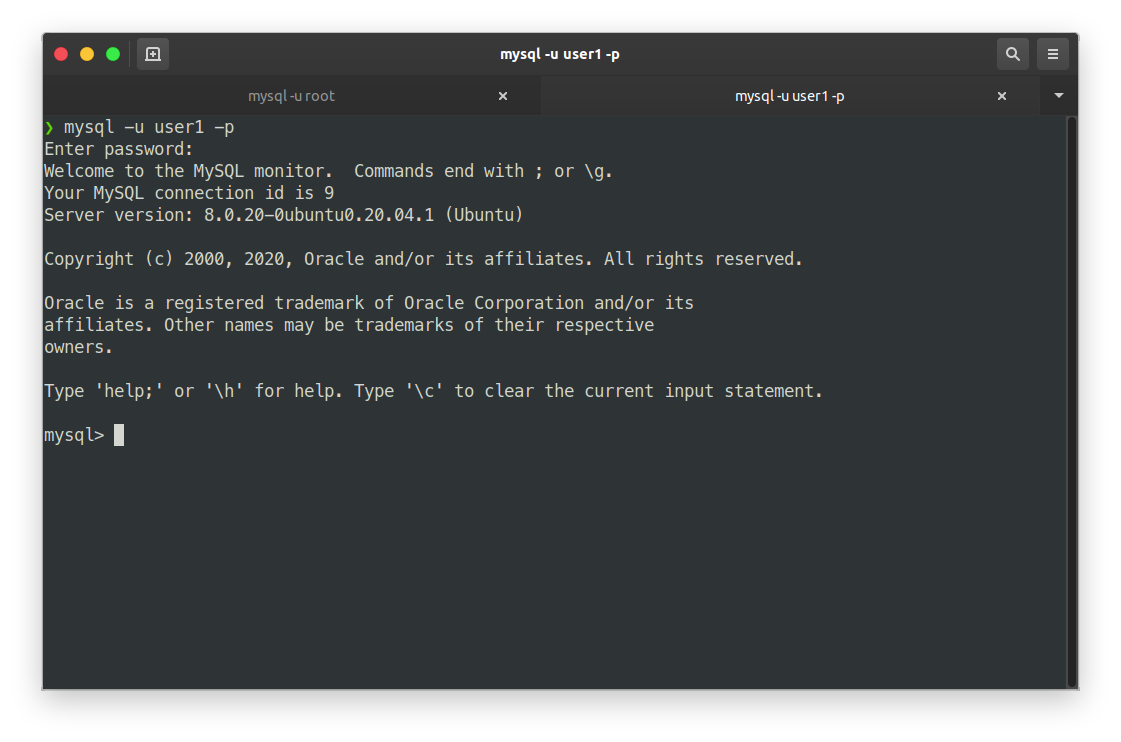 mysql -u user1 -p
mysql -u root
mysql -u user1 -p
❯ mysql -u user1 -p
Enter password:
Welcome to the MySQL monitor.  Commands end with ; or \g.
Your MySQL connection id is 9
Server version: 8.0.20-0ubuntu0.20.04.1 (Ubuntu)
Copyright (c) 2000, 2020, Oracle and/or its affiliates. All rights reserved.
Oracle is a registered trademark of Oracle Corporation and/or its
affiliates. Other names may be trademarks of their respective
owners.
Type 'help;' or '\h' for help. Type '\c' to clear the current input statement.
mysql>